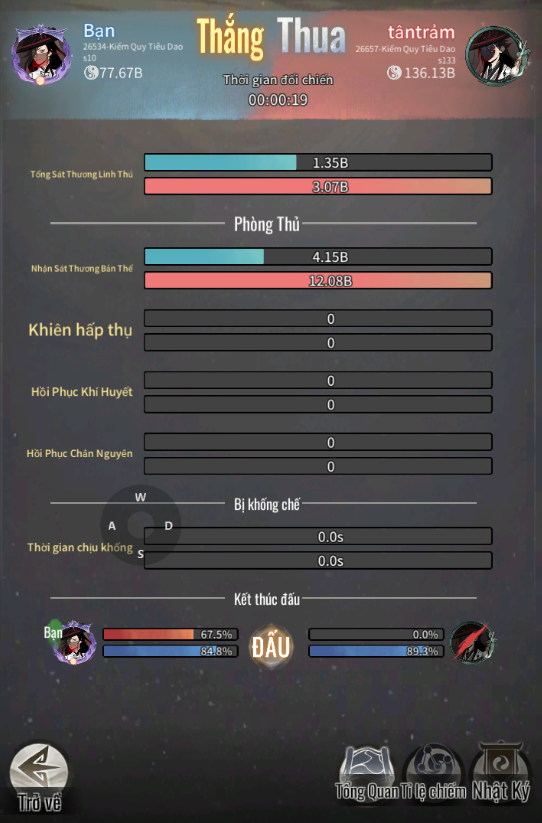 Bạn
Thắng Thua
tântrảm
26534-Kiếm Quy Tiêu Dao
s10
26657-Kiếm Quy Tiêu Dao
s133
77.67B
136.13B
Thời gian đối chiến
00:00:19
Tổng Sát Thương Linh Thú
1.35B
3.07B
Phòng Thủ
Nhận Sát Thương Bản Thể
4.15B
12.08B
Khiên hấp thụ
0
0
Hồi Phục Khí Huyết
0
0
Hồi Phục Chân Nguyên
0
0
Bị khống chế
W
A
D
S
Thời gian chịu khống
0.0s
0.0s
Kết thúc đấu
Bạn
67.5%
84.8%
ĐẤU
0.0%
89.3%
Trở về
Tổng Quan
Tỉ lệ chiếm
Nhật Ký